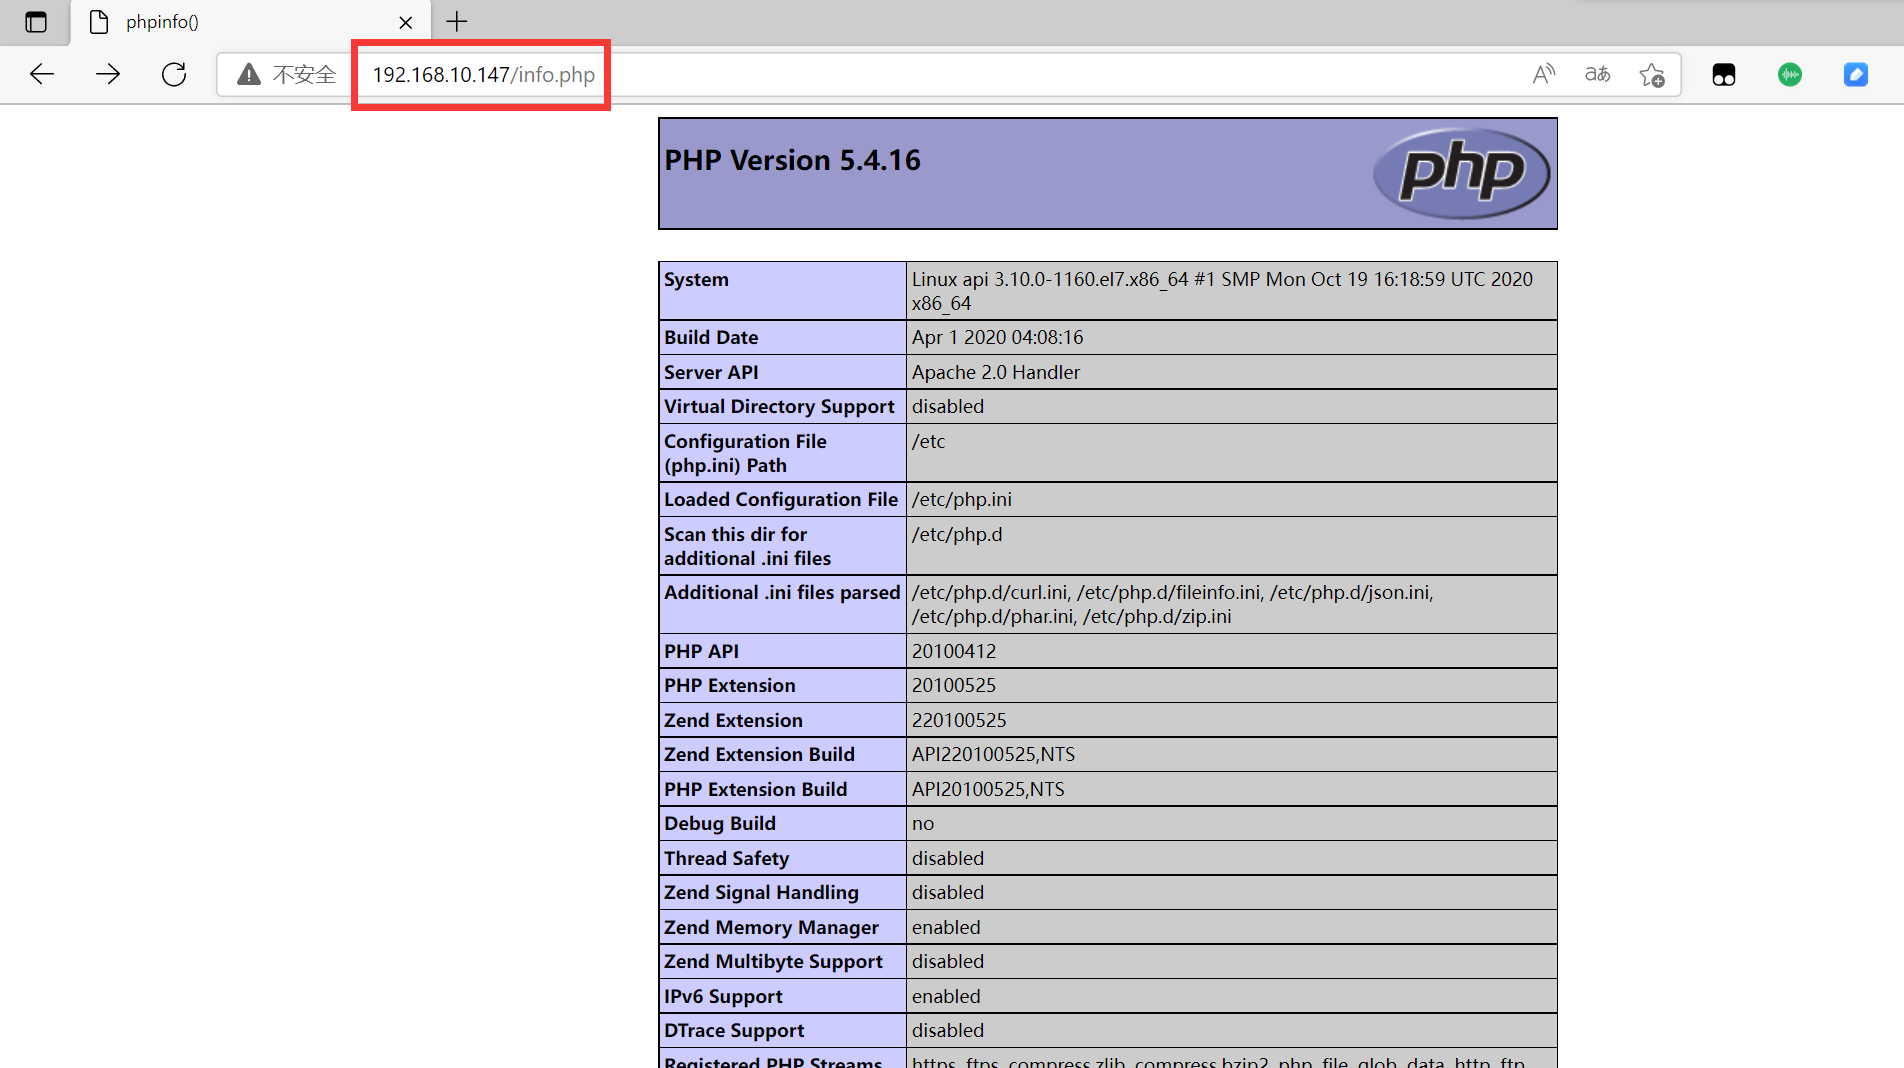 phpinfo()
不安全 192.168.10.147/info.php
PHP Version 5.4.16
php
System Linux api 3.10.0-1160.el7.x86_64 #1 SMP Mon Oct 19 16:18:59 UTC 2020
x86_64
Build Date Apr 1 2020 04:08:16
Server API Apache 2.0 Handler
Virtual Directory Support disabled
Configuration File /etc
(php.ini) Path
Loaded Configuration File /etc/php.ini
Scan this dir for /etc/php.d
additional .ini files
Additional .ini files parsed /etc/php.d/curl.ini, /etc/php.d/fileinfo.ini, /etc/php.d/json.ini,
/etc/php.d/phar.ini, /etc/php.d/zip.ini
PHP API 20100412
PHP Extension 20100525
Zend Extension 220100525
Zend Extension Build API220100525,NTS
PHP Extension Build API20100525,NTS
Debug Build no
Thread Safety disabled
Zend Signal Handling disabled
Zend Memory Manager enabled
Zend Multibyte Support disabled
IPv6 Support enabled
DTrace Support disabled
Registered PHP Streams https, ftps, compress.zlib, compress.bzip2, php, file, glob, data, http, ftp,